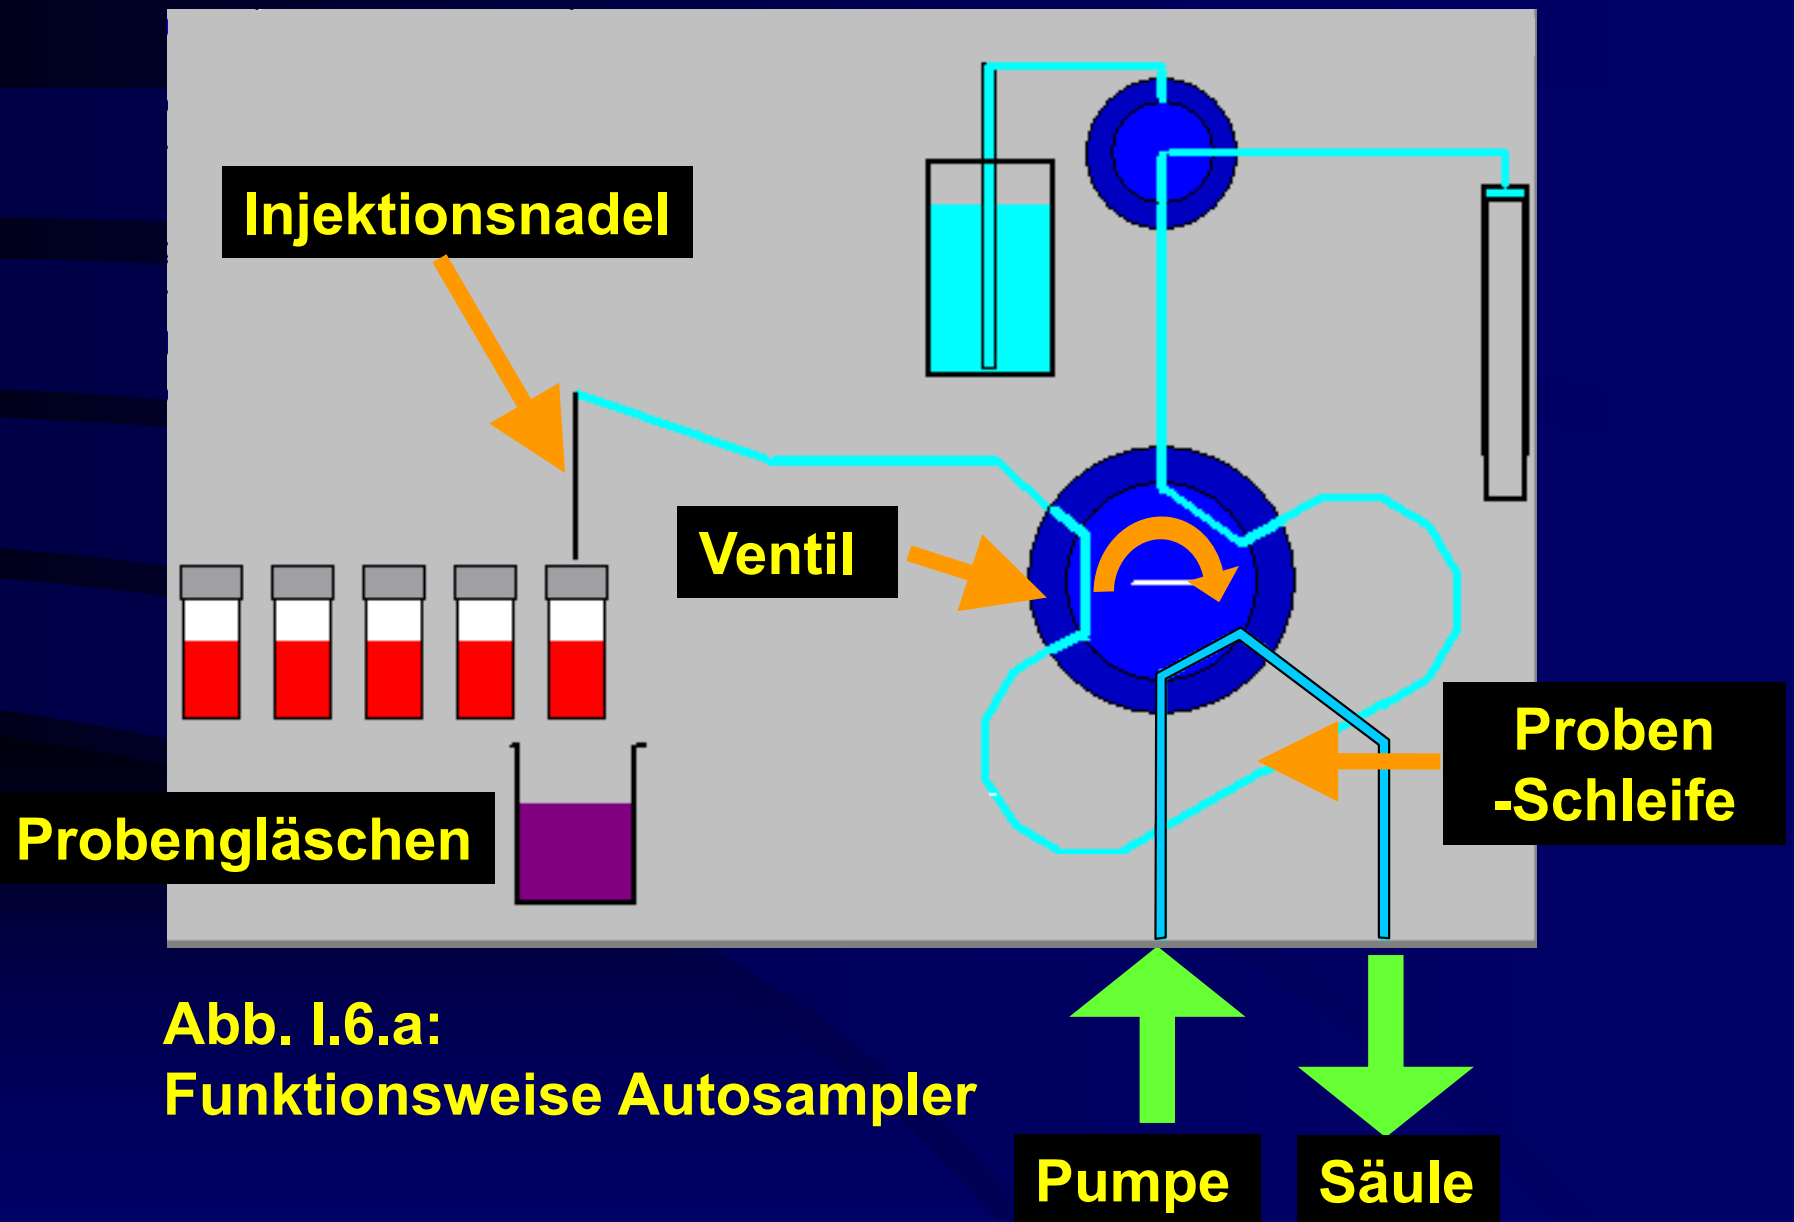 Injektionsnadel
Ventil
Proben
-Schleife
Probengläschen
Abb. I.6.a:
Funktionsweise Autosampler
Pumpe
Säule